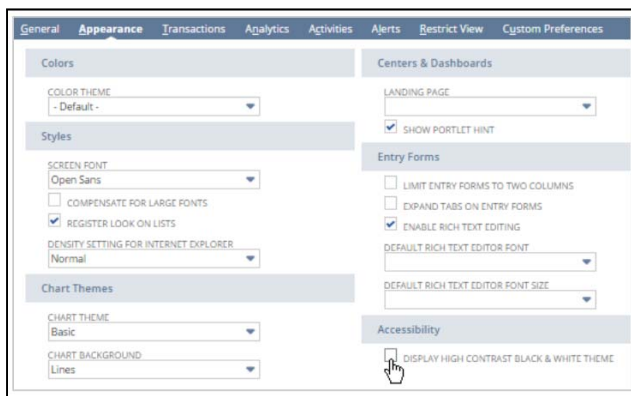 General Appearance Transactions Analytics Activities Alerts Restrict View Custom Preferences
Colors
COLOR THEME
- Default -
Styles
SCREEN FONT
Open Sans
COMPENSATE FOR LARGE FONTS
REGISTER LOOK ON LISTS
DENSITY SETTING FOR INTERNET EXPLORER
Normal
Chart Themes
CHART THEME
Basic
CHART BACKGROUND
Lines
Centers & Dashboards
LANDING PAGE
SHOW PORTLET HINT
Entry Forms
LIMIT ENTRY FORMS TO TWO COLUMNS
EXPAND TABS ON ENTRY FORMS
ENABLE RICH TEXT EDITING
DEFAULT RICH TEXT EDITOR FONT
DEFAULT RICH TEXT EDITOR FONT SIZE
Accessibility
DISPLAY HIGH CONTRAST BLACK & WHITE THEME